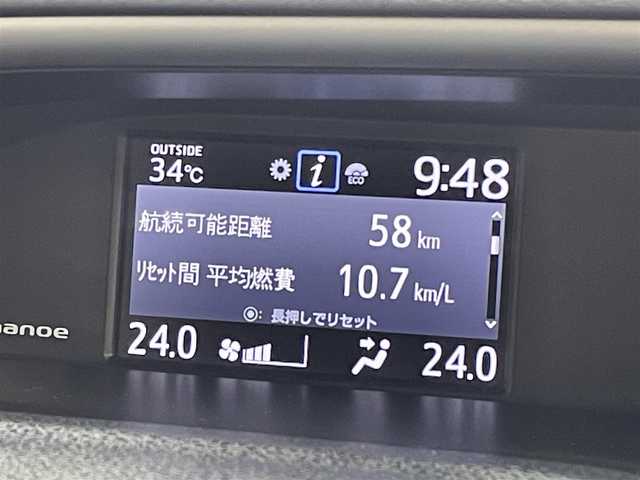 OUTSIDE
34℃
i
ECO
9:48
航続可能距離 58 km
ﾘｾｯﾄ間 平均燃費 10.7 km/L
◉: 長押しでリセット
anoe
24.0
24.0